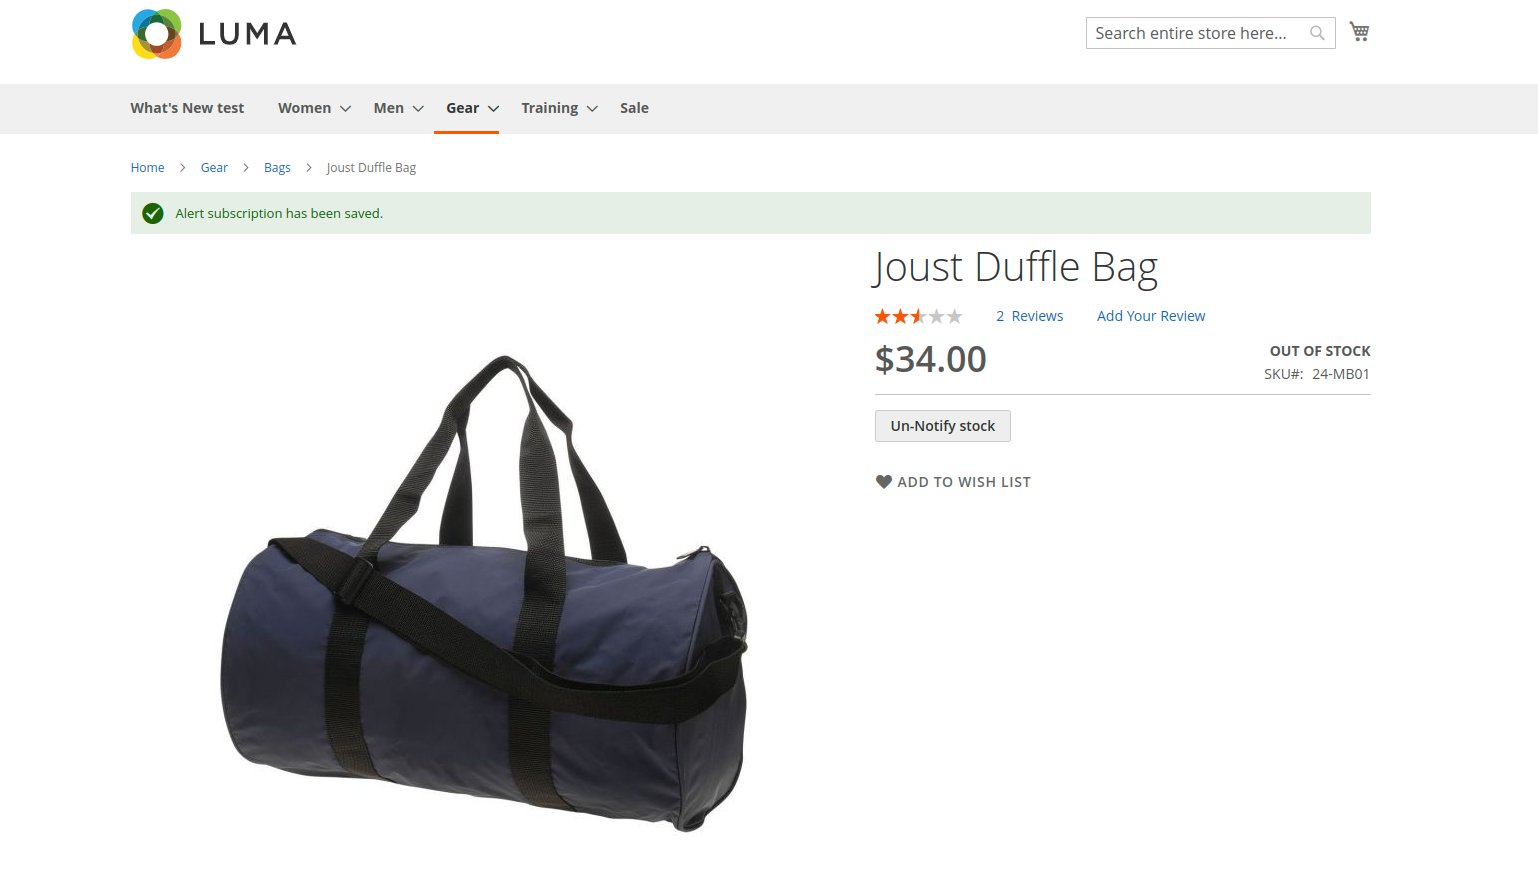 LUMA
Search entire store here...
What's New test Women Men Gear Training Sale
Home > Gear > Bags > Joust Duffle Bag
Alert subscription has been saved.
Joust Duffle Bag
2 Reviews Add Your Review
$34.00
OUT OF STOCK
SKU#: 24-MB01
Un-Notify stock
ADD TO WISH LIST